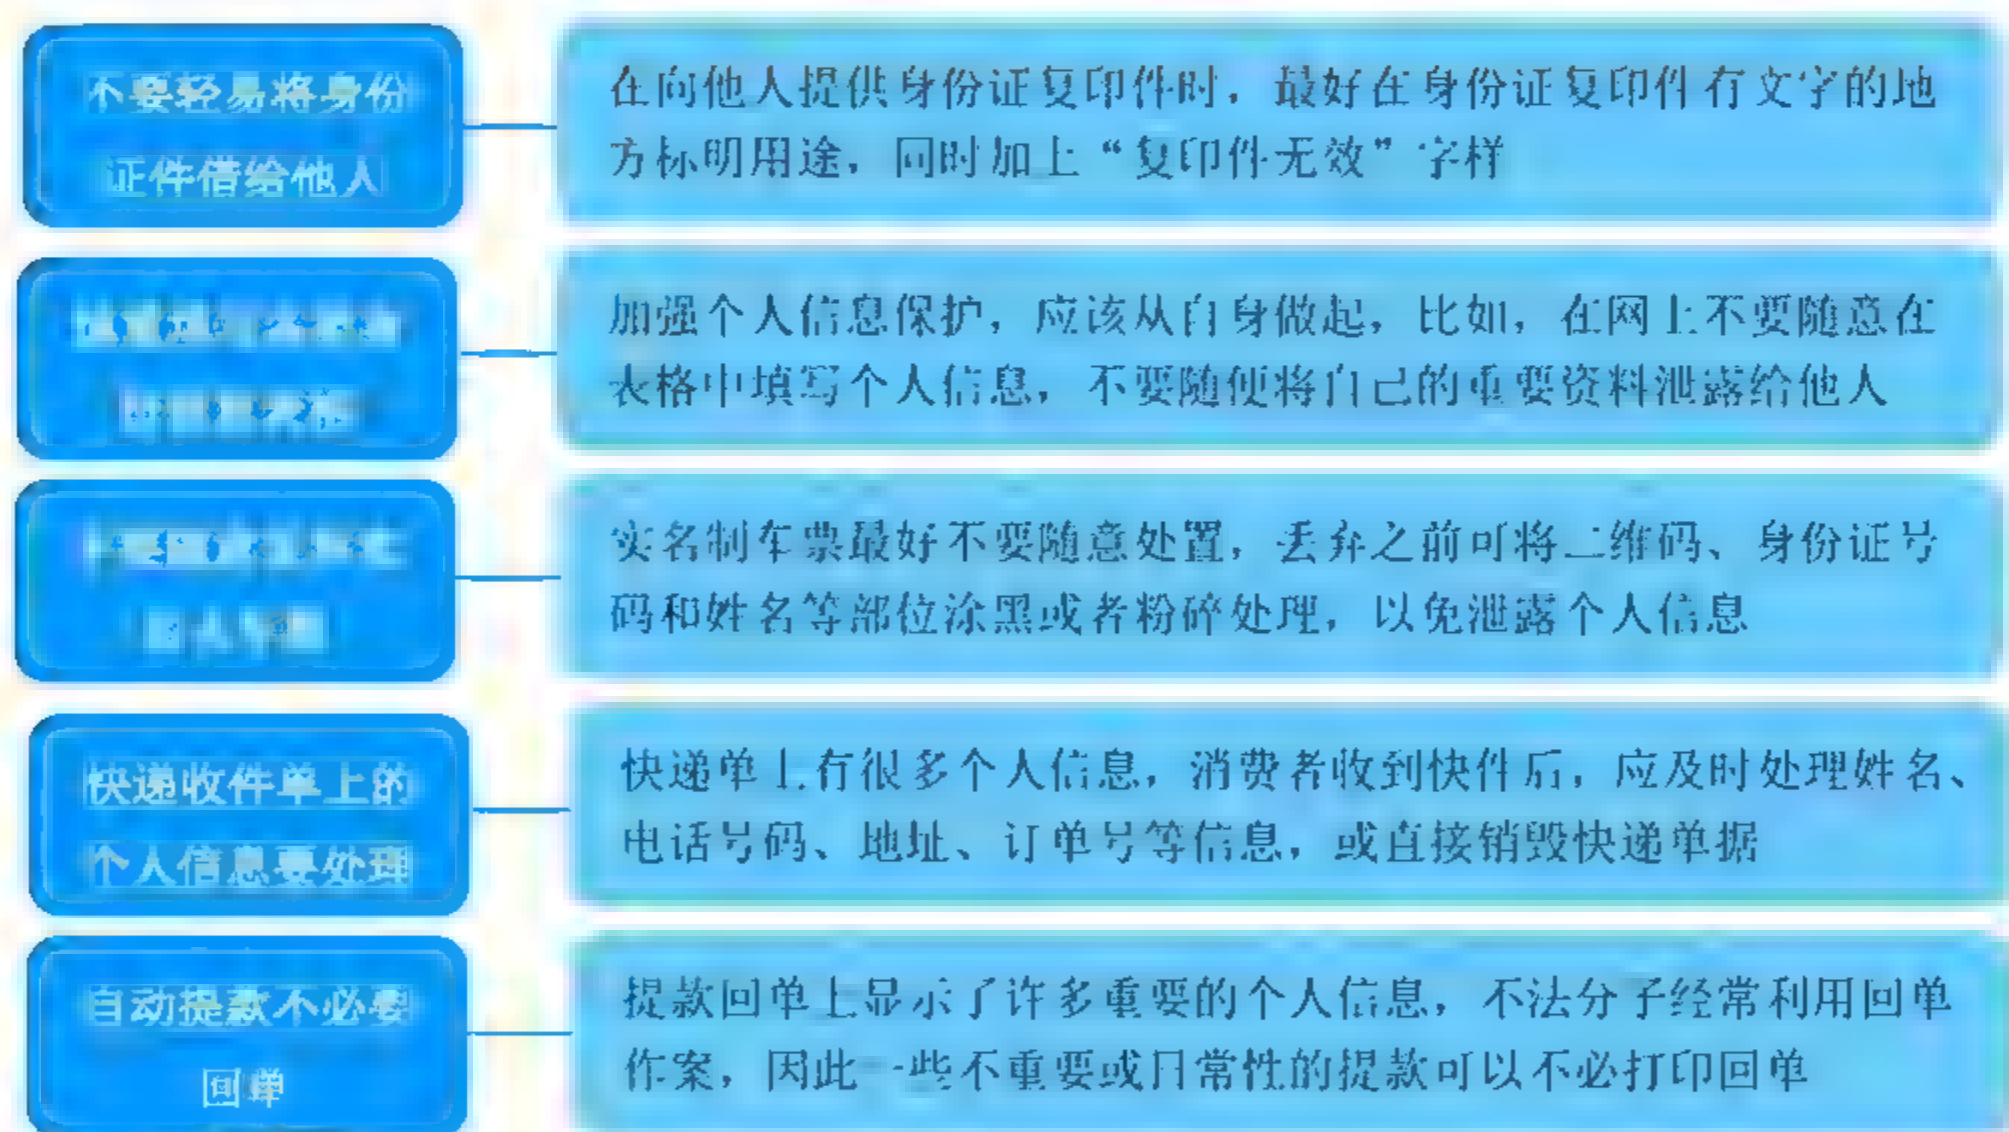 不要轻易将身份
证件借给他人
在向他人提供身份证复印件时，最好在身份证复印件有文字的地
方标明用途，同时加上“复印件无效”字样
加强个人信息保护，应该从自身做起，比如，在网上不要随意在
表格中填写个人信息，不要随便将自己的重要资料泄露给他人
实名制车票最好不要随意处置，丢弃之前可将二维码、身份证号
码和姓名等部位涂黑或者粉碎处理，以免泄露个人信息
快递收件单上的
个人信息要处理
快递单上有很多个人信息，消费者收到快件后，应及时处理姓名、
电话号码、地址、订单号等信息，或直接销毁快递单据
自动提款不必要
回单
提款回单上显示了许多重要的个人信息，不法分子经常利用回单
作案，因此一些不重要或日常性的提款可以不必打印回单